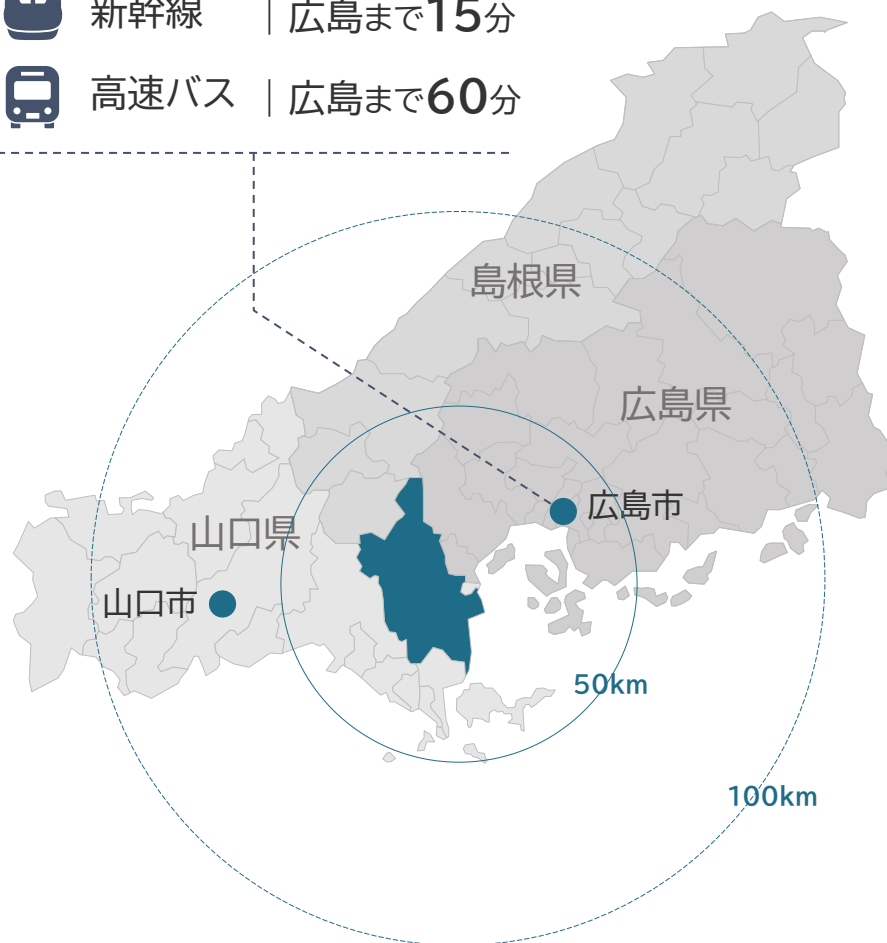 新幹線 | 広島まで15分
高速バス | 広島まで60分
島根県
広島県
広島市
山口県
山口市
50km
100km